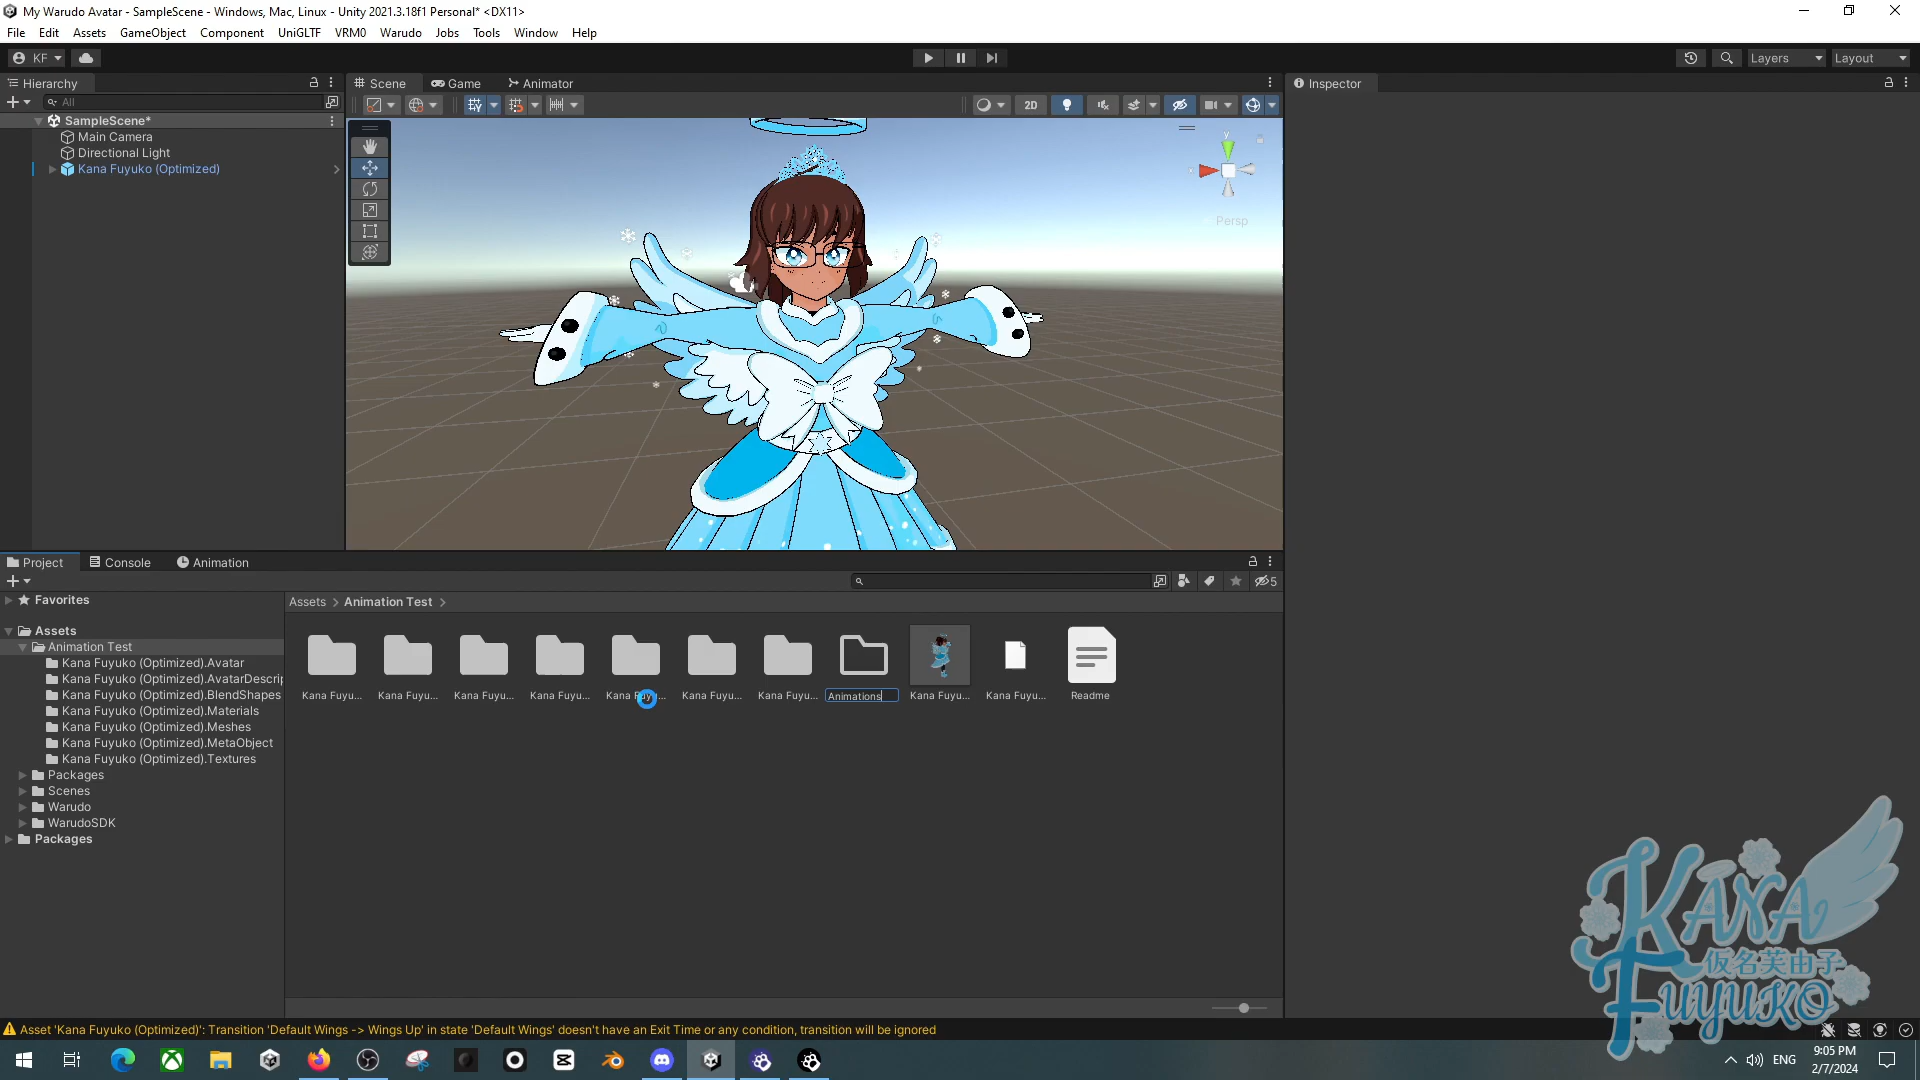 My Warudo Avatar - SampleScene - Windows, Mac, Linux - Unity 2021.3.18f1 Personal* <DX11>
File Edit Assets GameObject Component UniGLTF VRM0 Warudo Jobs Tools Window Help
KF Layers Layout
Hierarchy
All
SampleScene*
Main Camera
Directional Light
Kana Fuyuko (Optimized)
Scene Game Animator
2D
y
x
Persp
Inspector
Project Console Animation
5
Favorites
Assets
Animation Test
Kana Fuyuko (Optimized).Avatar
Kana Fuyuko (Optimized).AvatarDescrip
Kana Fuyuko (Optimized).BlendShapes
Kana Fuyuko (Optimized).Materials
Kana Fuyuko (Optimized).Meshes
Kana Fuyuko (Optimized).MetaObject
Kana Fuyuko (Optimized).Textures
Packages
Scenes
Warudo
WarudoSDK
Packages
Assets > Animation Test >
Kana Fuyu... Kana Fuyu... Kana Fuyu... Kana Fuyu... Kana Fuyu... Kana Fuyu... Kana Fuyu... Animations Kana Fuyu... Kana Fuyu... Readme
KANA
仮名芙由子
FUYUKO
Asset 'Kana Fuyuko (Optimized)': Transition 'Default Wings -> Wings Up' in state 'Default Wings' doesn't have an Exit Time or any condition, transition will be ignored
ENG
9:05 PM
2/7/2024